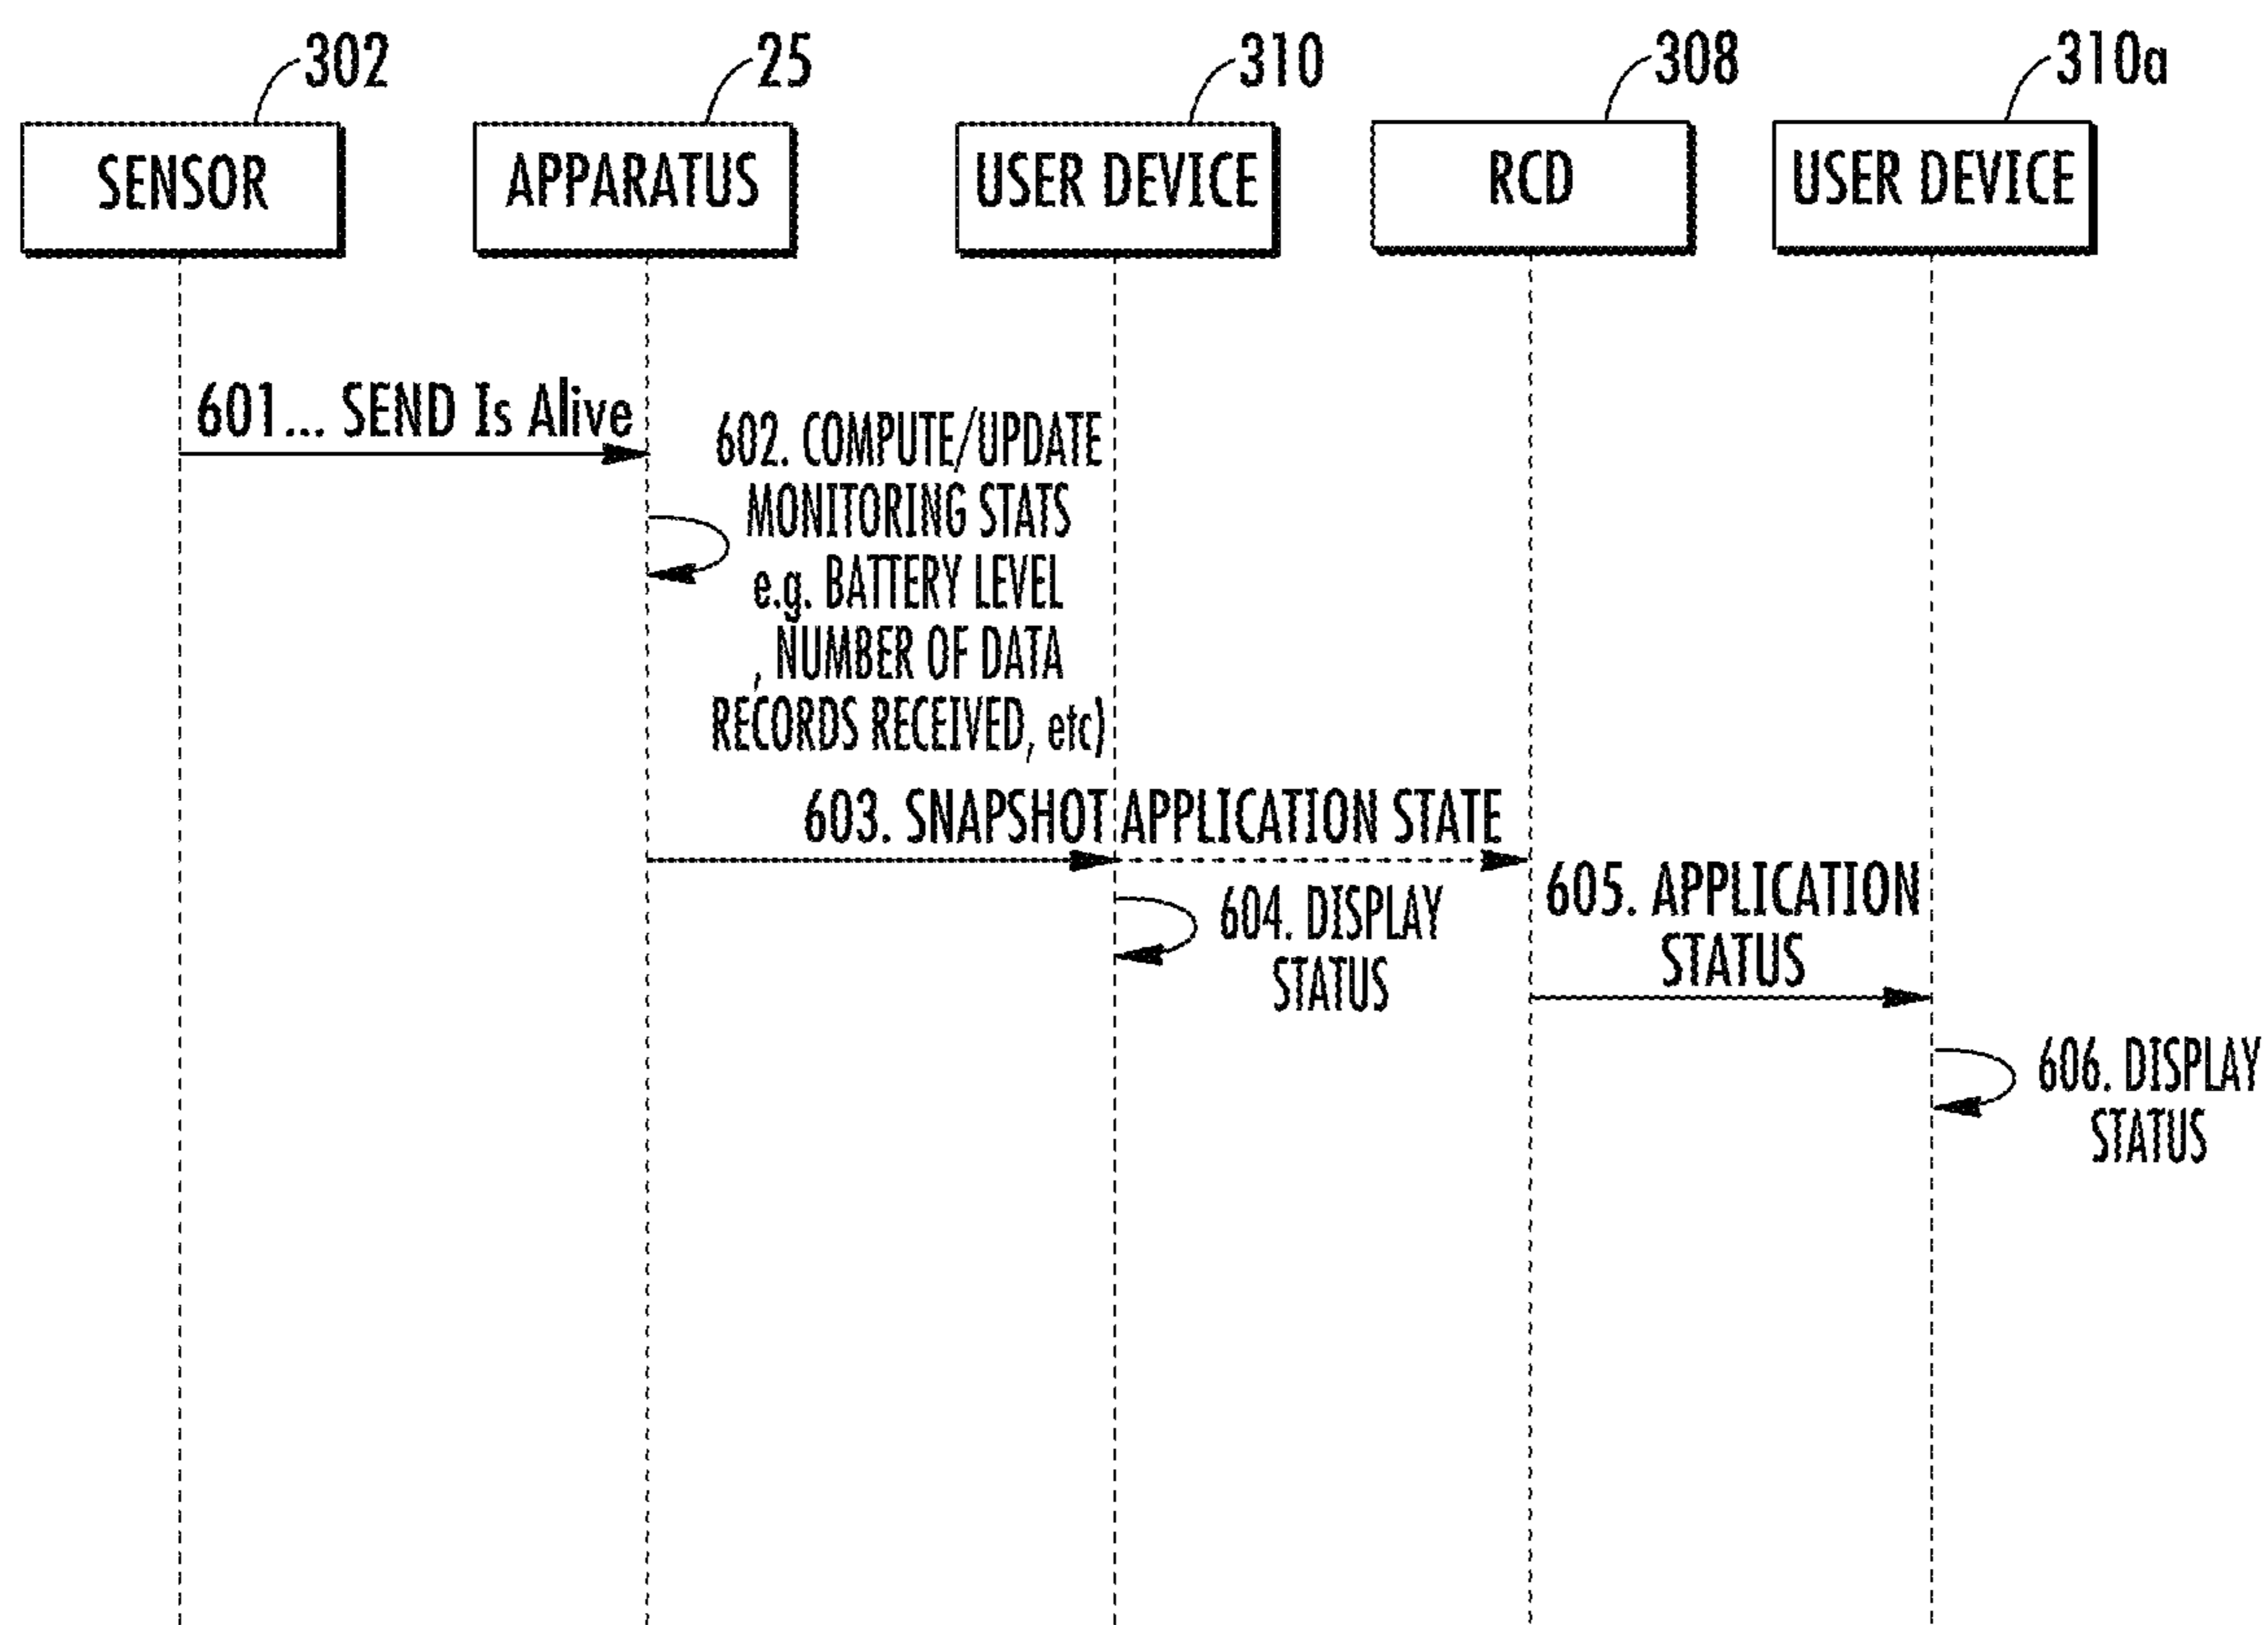 302
25
310
308
310a
SENSOR
APPARATUS
USER DEVICE
RCD
USER DEVICE
601... SEND Is Alive
602. COMPUTE/UPDATE
MONITORING STATS
e.g. BATTERY LEVEL
, NUMBER OF DATA
RECORDS RECEIVED, etc)
603. SNAPSHOT APPLICATION STATE
604. DISPLAY
STATUS
605. APPLICATION
STATUS
606. DISPLAY
STATUS